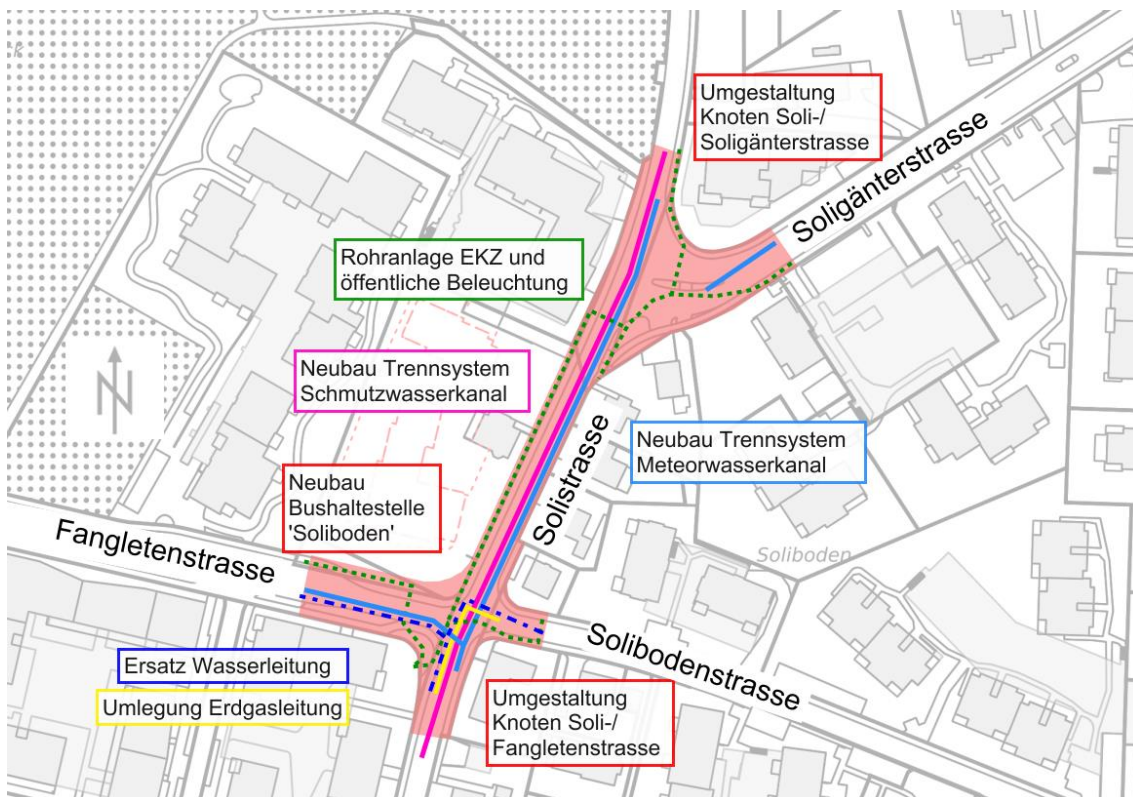 Umgestaltung
Knoten Soli-/
Soligänterstrasse
Soligänterstrasse
Rohranlage EKZ und
öffentliche Beleuchtung
Neubau Trennsystem
Schmutzwasserkanal
N
Neubau Trennsystem
Meteorwasserkanal
Solistrasse
Neubau
Bushaltestelle
'Soliboden'
Fangletenstrasse
Soliboden
Solibodenstrasse
Ersatz Wasserleitung
Umlegung Erdgasleitung
Umgestaltung
Knoten Soli-/
Fangletenstrasse